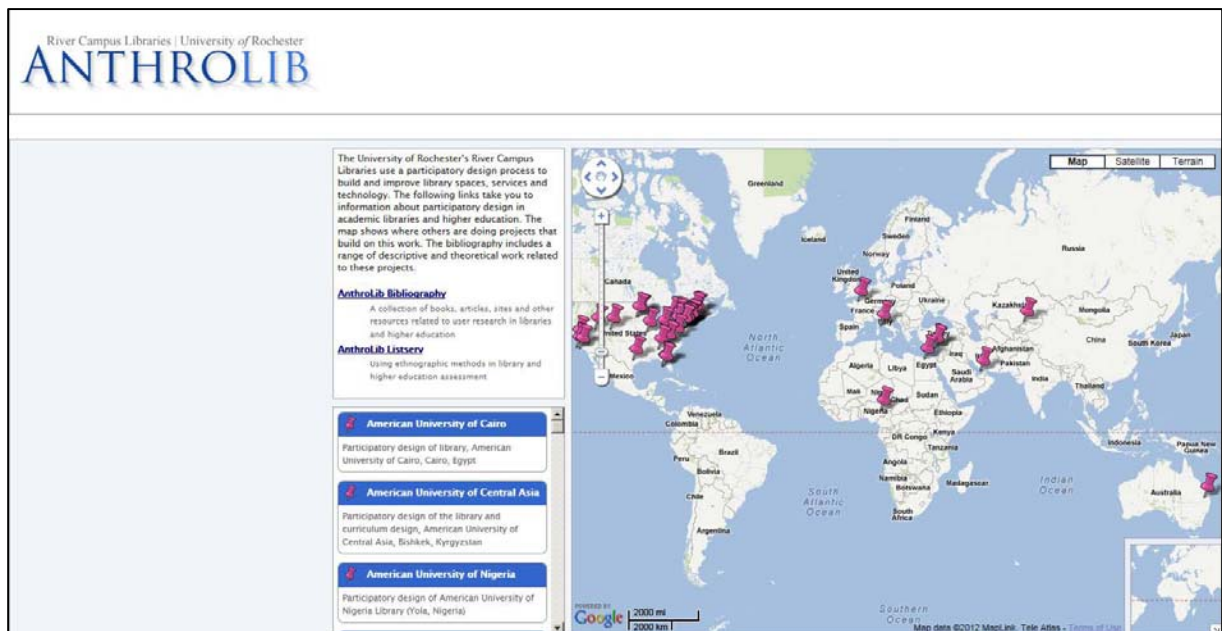 River Campus Libraries | University of Rochester
ANTHROLIB
The University of Rochester's River Campus
Libraries use a participatory design process to
build and improve library spaces, services and
technology. The following links take you to
information about participatory design in
academic libraries and higher education. The
map shows where others are doing projects that
build on this work. The bibliography includes a
range of descriptive and theoretical work related
to these projects.
AnthroLib Bibliography
A collection of books, articles, sites and other
resources related to user research in libraries
and higher education
AnthroLib Listserv
Using ethnographic methods in library and
higher education assessment
American University of Cairo
Participatory design of library, American
University of Cairo, Cairo, Egypt
American University of Central Asia
Participatory design of the library and
curriculum design, American University of
Central Asia, Bishkek, Kyrgyzstan
American University of Nigeria
Participatory design of American University of
Nigeria Library (Yola, Nigeria)
Map
Satellite
Terrain
Greenland
Iceland
Finland
Sweden
Norway
Russia
United
Kingdom
Poland
Ukraine
France
Spain
Kazakhstan
Mongolia
China
Japan
South Korea
Afghanistan
Pakistan
Iraq
Saudi
Arabia
India
Thailand
Canada
United States
Mexico
North
Atlantic
Ocean
Algeria
Libya
Egypt
Mali
Chad
Sudan
Nigeria
Ethiopia
DR Congo
Kenya
Tanzania
Angola
Namibia
Botswana
Madagascar
South
Africa
Venezuela
Colombia
Brazil
Peru
Bolivia
Chile
Argentina
South
Atlantic
Ocean
Indian
Ocean
Indonesia
Papua New
Guinea
Australia
Southern
Ocean
POWERED BY
Google
2000 mi
2000 km
Map data ©2012 MapLink, Tele Atlas - Terms of Use